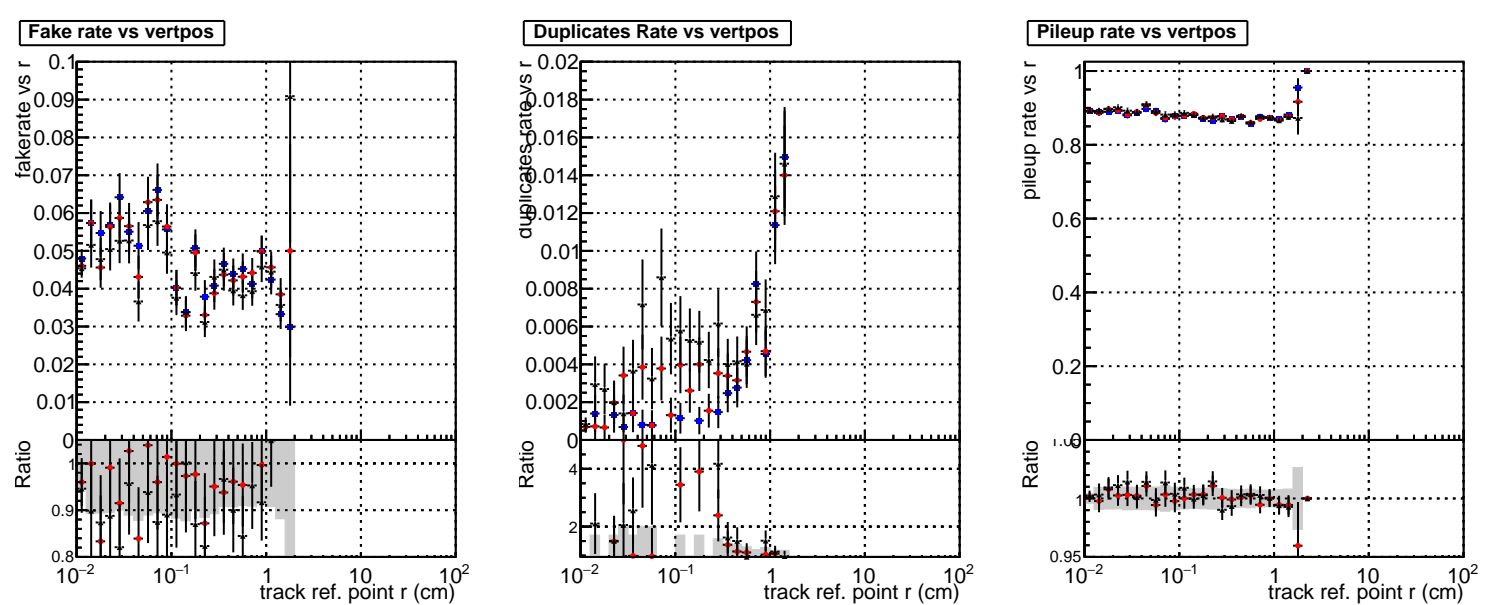 Fake rate vs vertpos
fakerate vs r
0.1
0.09
0.08
0.07
0.06
0.05
0.04
0.03
0.02
0.01
0
Ratio
1
0.9
0.8
10⁻² 10⁻¹ 1 10 10²
track ref. point r (cm)
Duplicates Rate vs vertpos
duplicates rate vs r
0.02
0.018
0.016
0.014
0.012
0.01
0.008
0.006
0.004
0.002
0
Ratio
4
2
10⁻² 10⁻¹ 1 10 10²
track ref. point r (cm)
Pileup rate vs vertpos
pileup rate vs r
1
0.8
0.6
0.4
0.2
0
Ratio
1
0.95
10⁻² 10⁻¹ 1 10 10²
track ref. point r (cm)